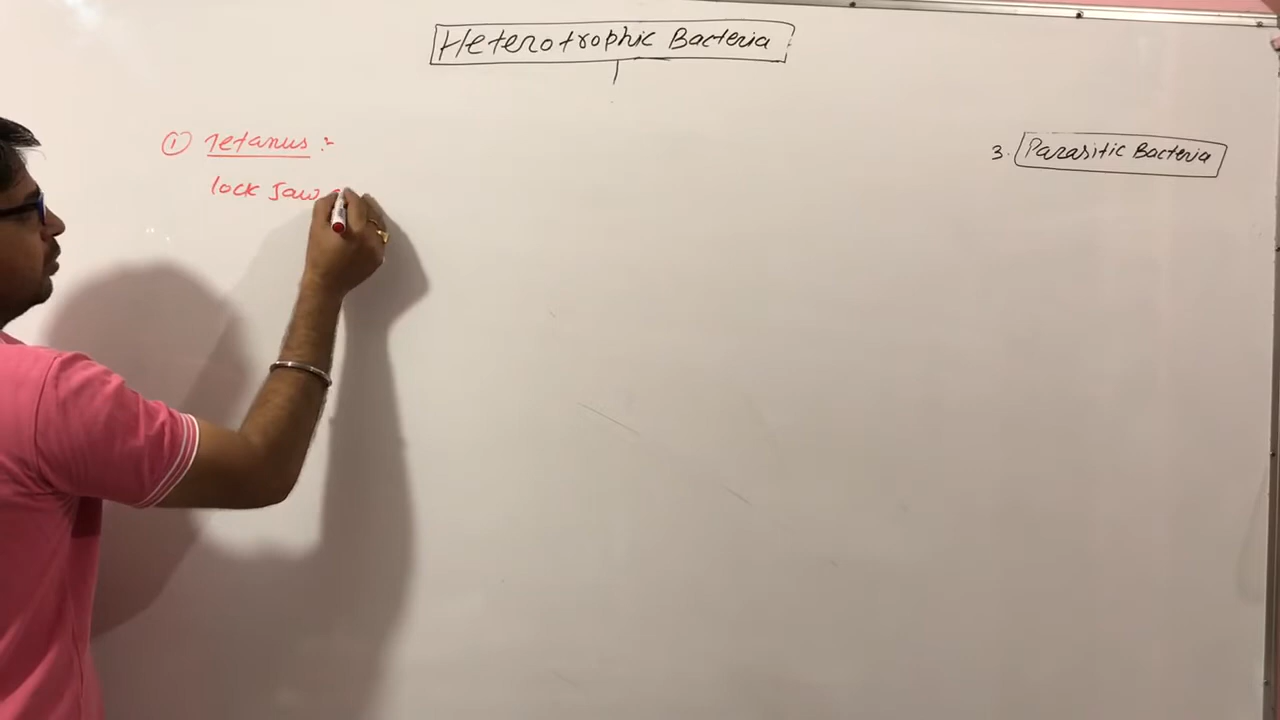 Heterotrophic Bacteria
① Tetanus :-
lock Jaw
3. Parasitic Bacteria